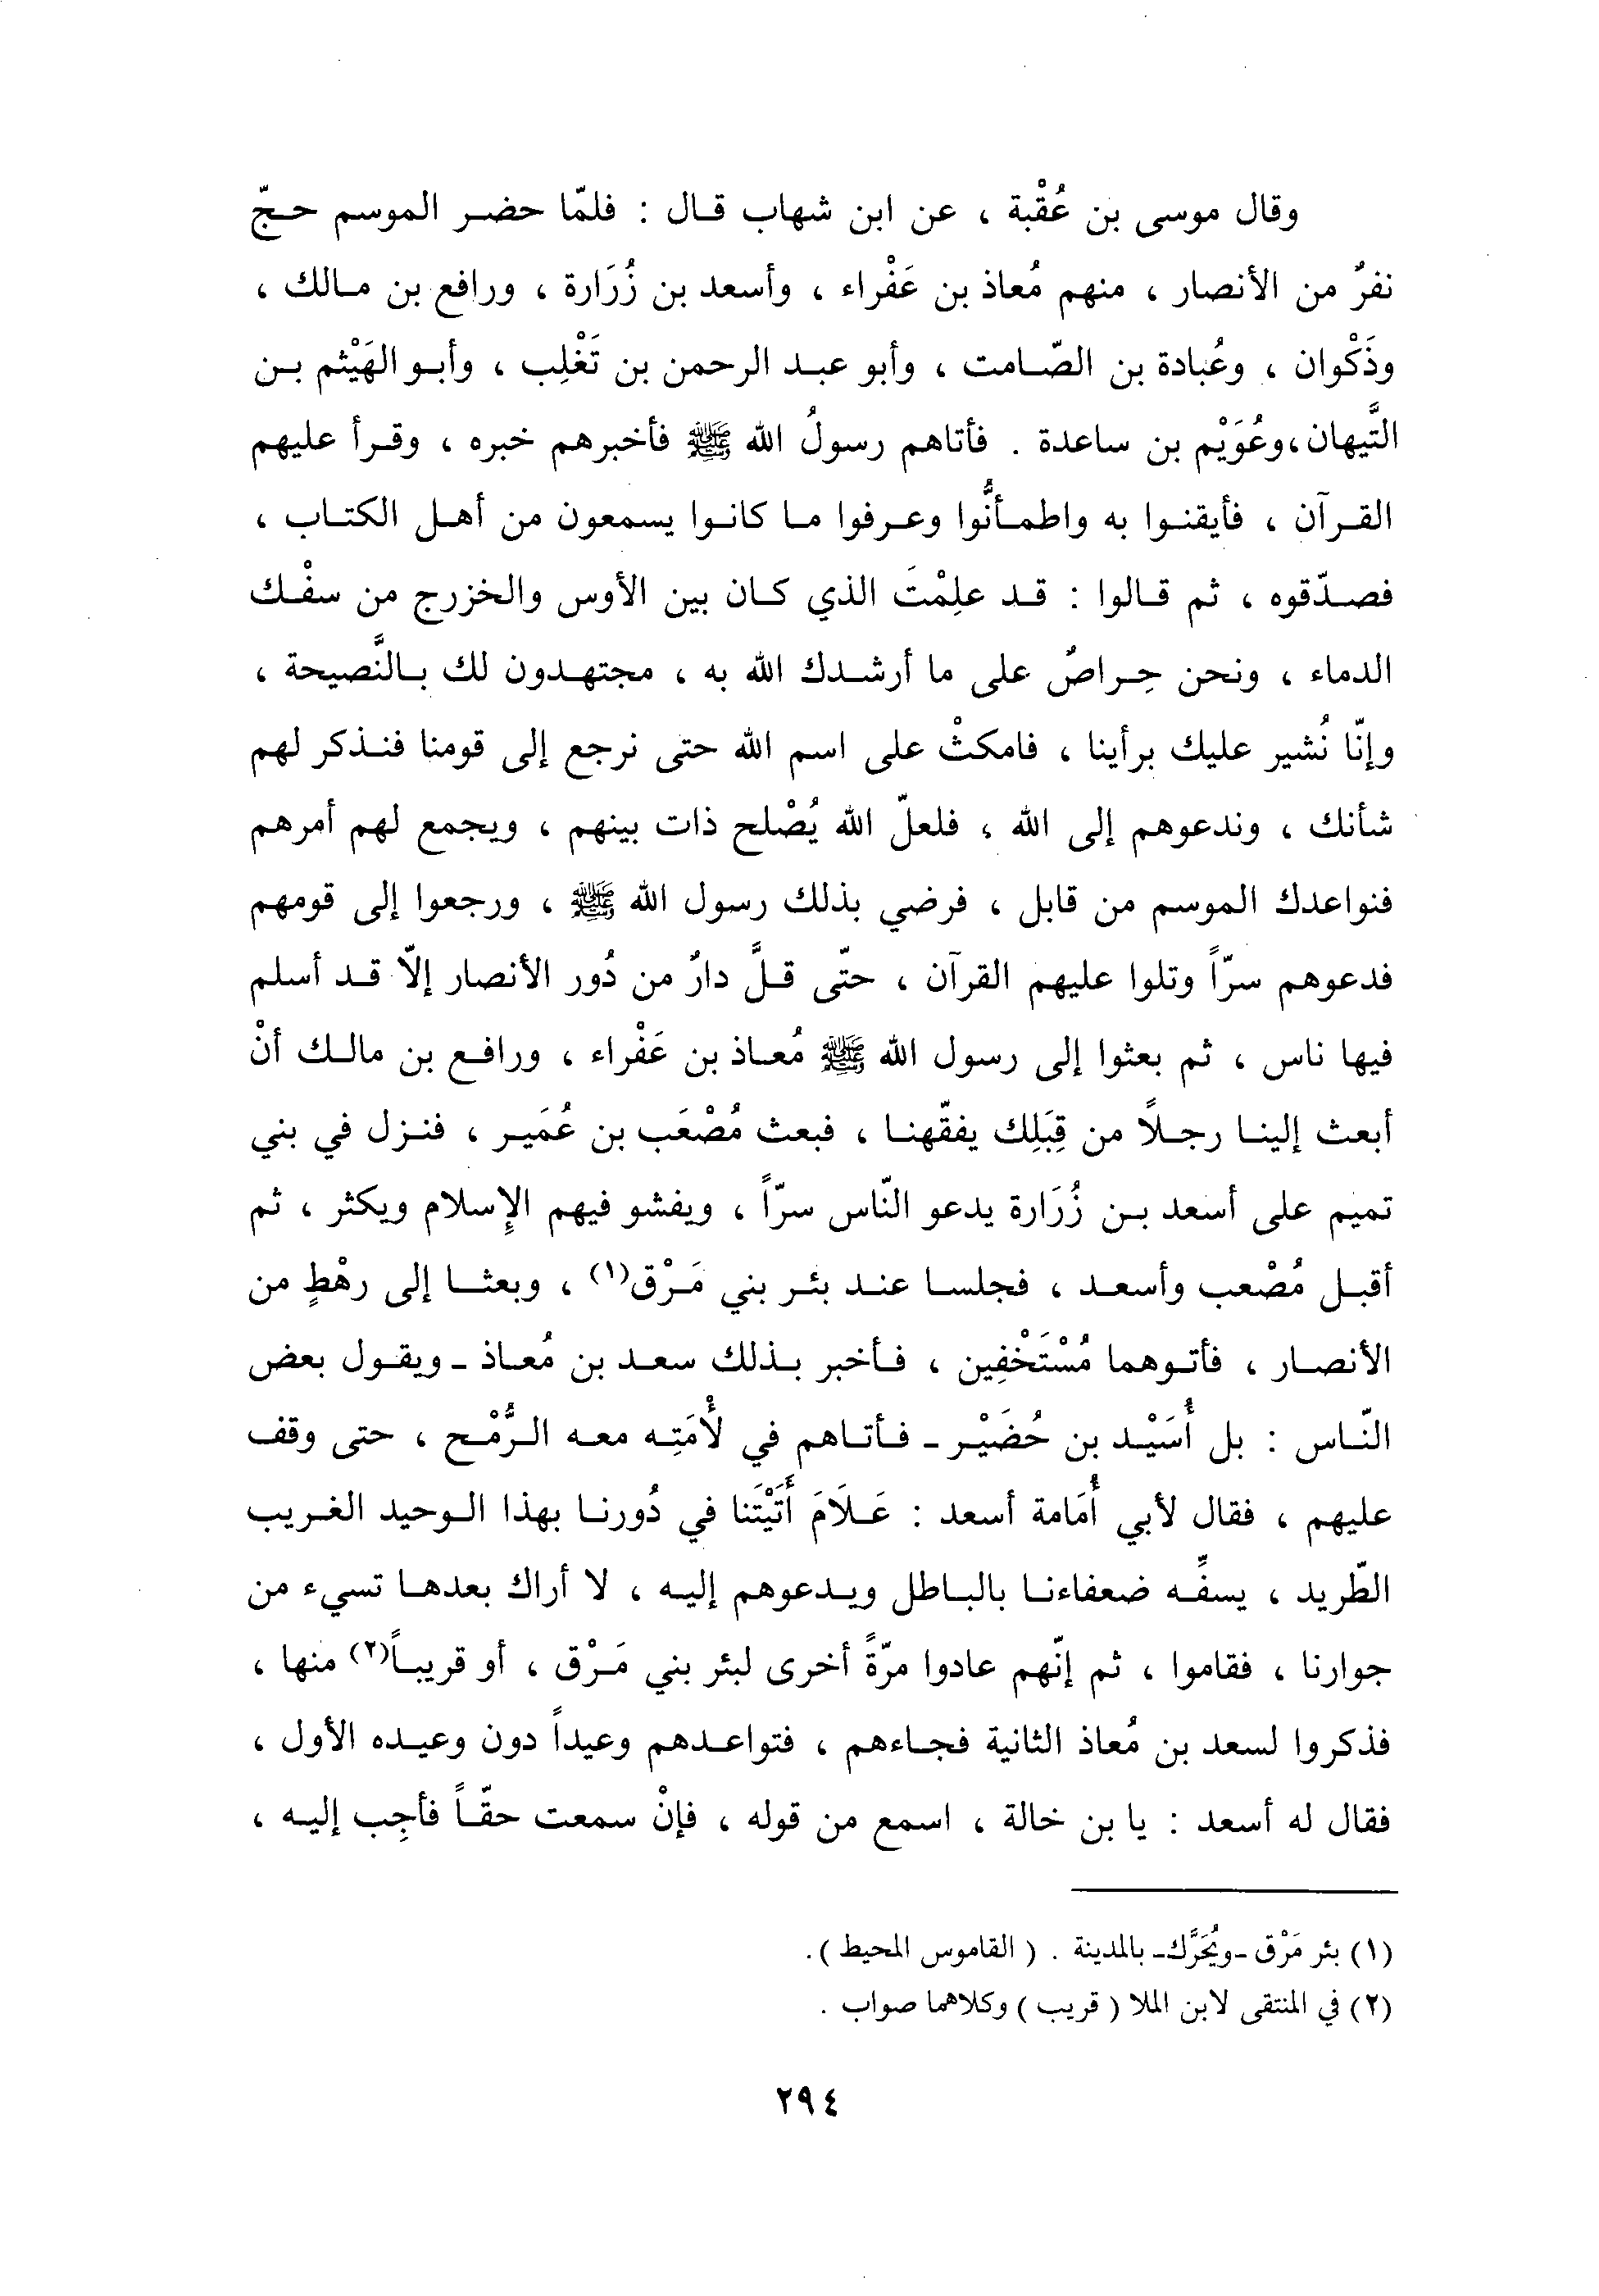 وقال موسى بن عُقْبة ، عن ابن شهاب قال : فلمّا حضر الموسم حجّ
نفرٌ من الأنصار ، منهم مُعاذ بن عَفْراء ، وأسعد بن زُرَارة ، ورافع بن مالك ،
وذَكْوان ، وعُبادة بن الصّامت ، وأبو عبد الرحمن بن تَغْلِب ، وأبو الهَيْثم بن
التَّيهان،وعُوَيْم بن ساعدة . فأتاهم رسولُ الله ﷺ فأخبرهم خبره ، وقرأ عليهم
القرآن ، فأيقنوا به واطمأنُّوا وعرفوا ما كانوا يسمعون من أهل الكتاب ،
فصدّقوه ، ثم قالوا : قد علِمْتَ الذي كان بين الأوس والخزرج من سفْك
الدماء ، ونحن حِراصٌ على ما أرشدك الله به ، مجتهدون لك بالنَّصيحة ،
وإنّا نُشير عليك برأينا ، فامكثْ على اسم الله حتى نرجع إلى قومنا فنذكر لهم
شأنك ، وندعوهم إلى الله ، فلعلّ الله يُصْلح ذات بينهم ، ويجمع لهم أمرهم
فنواعدك الموسم من قابل ، فرضي بذلك رسول الله ﷺ ، ورجعوا إلى قومهم
فدعوهم سرّاً وتلوا عليهم القرآن ، حتّى قلَّ دارٌ من دُور الأنصار إلّا قد أسلم
فيها ناس ، ثم بعثوا إلى رسول الله ﷺ مُعاذ بن عَفْراء ، ورافع بن مالك أنْ
أبعث إلينا رجلاً من قِبَلِك يفقّهنا ، فبعث مُصْعَب بن عُمَير ، فنزل في بني
تميم على أسعد بن زُرَارة يدعو النّاس سرّاً ، ويفشو فيهم الإسلام ويكثر ، ثم
أقبل مُصْعب وأسعد ، فجلسا عند بئر بني مَرْق(١) ، وبعثا إلى رهْطٍ من
الأنصار ، فأتوهما مُسْتَخْفِين ، فأخبر بذلك سعد بن مُعاذ ـ ويقول بعض
النّاس : بل أُسَيْد بن حُضَيْر ـ فأتاهم في لأْمَتِه معه الرُّمْح ، حتى وقف
عليهم ، فقال لأبي أُمَامة أسعد : عَلَامَ أَتَيْتَنا في دُورنا بهذا الوحيد الغريب
الطّريد ، يسفِّه ضعفاءنا بالباطل ويدعوهم إليه ، لا أراك بعدها تسيء من
جوارنا ، فقاموا ، ثم إنّهم عادوا مرّةً أخرى لبئر بني مَرْق ، أو قريباً(٢) منها ،
فذكروا لسعد بن مُعاذ الثانية فجاءهم ، فتواعدهم وعيداً دون وعيده الأول ،
فقال له أسعد : يا بن خالة ، اسمع من قوله ، فإنْ سمعت حقّاً فأجِب إليه ،
(١) بئر مَرْق -ويُحَرَّك- بالمدينة . ( القاموس المحيط ).
(٢) في المنتقى لابن الملا ( قريب ) وكلاهما صواب .
٢٩٤